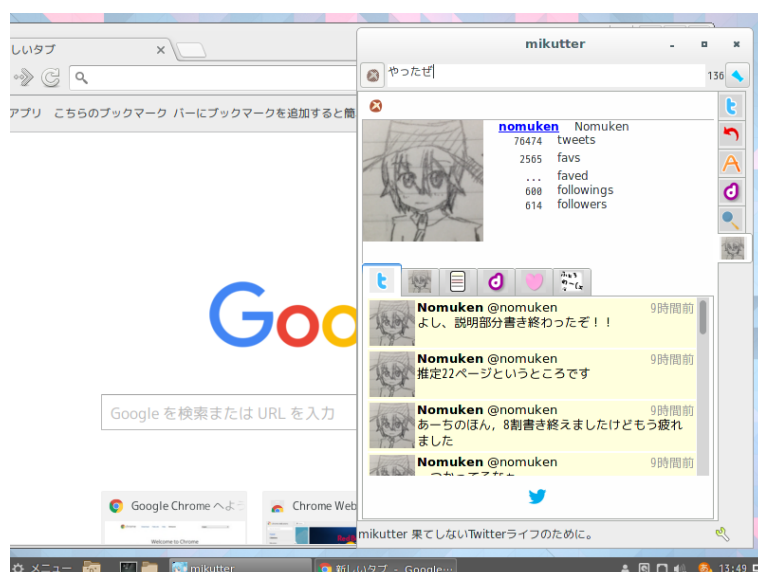 しいタブ
アプリ こちらのブックマーク バーにブックマークを追加すると簡
Goo
Google を検索または URL を入力
Google Chrome へよう
Chrome Web
Welcome to Chrome
mikutter
やったぜ
136
nomuken Nomuken
76474 tweets
2565 favs
... faved
600 followings
614 followers
Nomuken @nomuken 9時間前
よし、説明部分書き終わったぞ！！
Nomuken @nomuken 9時間前
推定22ページというところです
Nomuken @nomuken 9時間前
あーちのほん，8割書き終えましたけどもう疲れ
ました
Nomuken @nomuken 9時間前
mikutter 果てしないTwitterライフのために。
メニュー
mikutter
新しいタブ - Google…
13:49